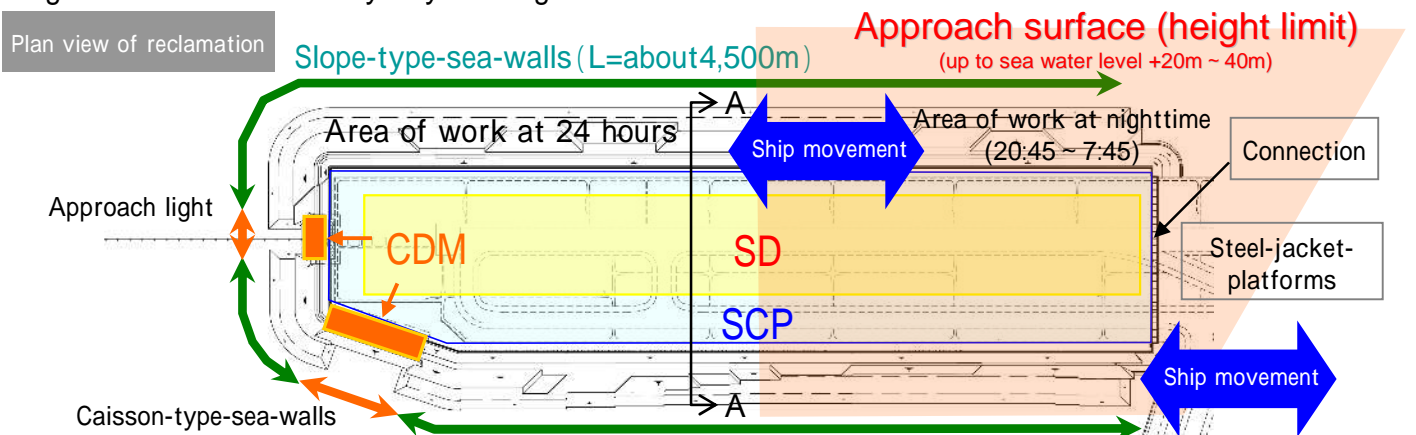 Plan view of reclamation
Approach surface (height limit)
(up to sea water level +20m ~ 40m)
Slope-type-sea-walls (L=about4,500m)
A
Area of work at 24 hours
Ship movement
Area of work at nighttime
(20:45 ~ 7:45)
Connection
Approach light
CDM
SD
Steel-jacket-
platforms
SCP
Ship movement
A
Caisson-type-sea-walls